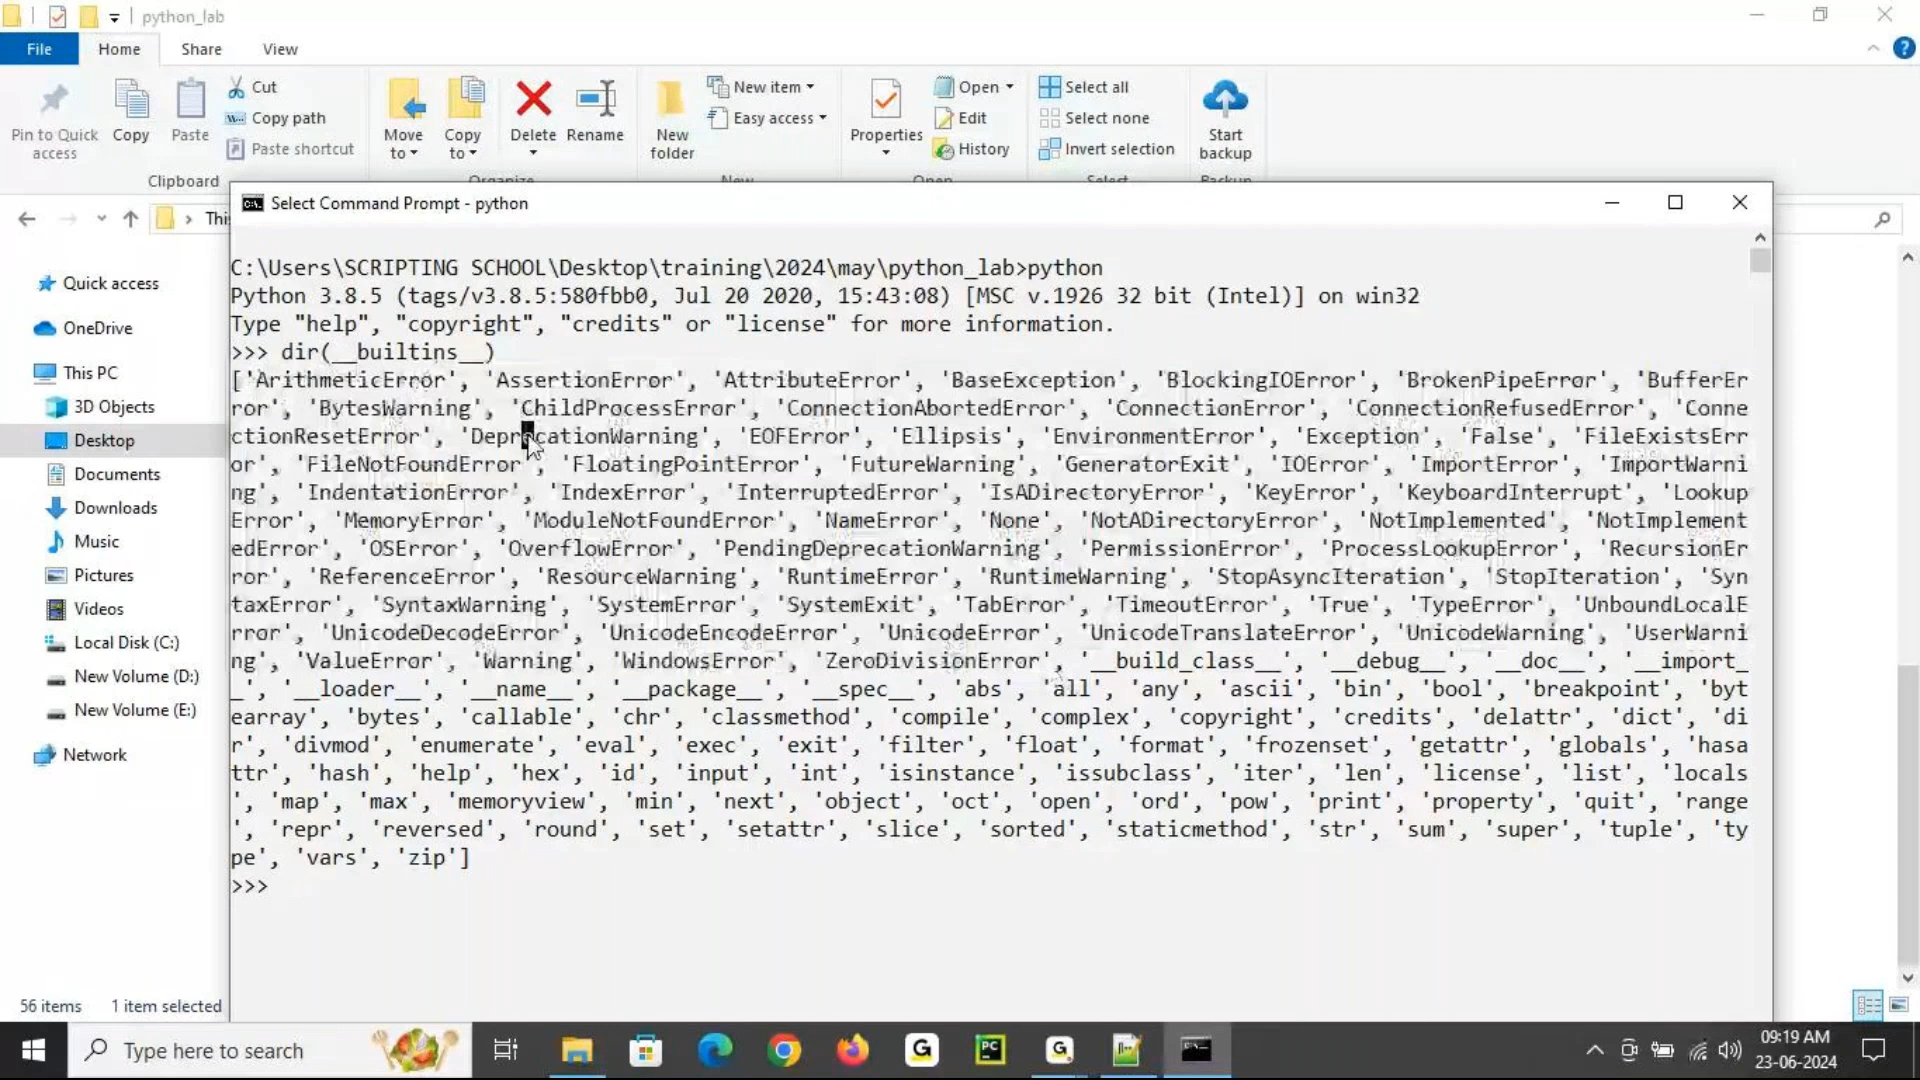 python_lab
File Home Share View
Pin to Quick access
Copy
Paste
Cut
Copy path
Paste shortcut
Clipboard
Move to
Copy to
Delete
Rename
Organize
New folder
New item
Easy access
New
Properties
Open
Edit
History
Open
Select all
Select none
Invert selection
Select
Start backup
Backup
This
Select Command Prompt - python
C:\Users\SCRIPTING SCHOOL\Desktop\training\2024\may\python_lab>python
Python 3.8.5 (tags/v3.8.5:580fbb0, Jul 20 2020, 15:43:08) [MSC v.1926 32 bit (Intel)] on win32
Type "help", "copyright", "credits" or "license" for more information.
>>> dir(__builtins__)
['ArithmeticError', 'AssertionError', 'AttributeError', 'BaseException', 'BlockingIOError', 'BrokenPipeError', 'BufferEr
ror', 'BytesWarning', 'ChildProcessError', 'ConnectionAbortedError', 'ConnectionError', 'ConnectionRefusedError', 'Conne
ctionResetError', 'DeprecationWarning', 'EOFError', 'Ellipsis', 'EnvironmentError', 'Exception', 'False', 'FileExistsErr
or', 'FileNotFoundError', 'FloatingPointError', 'FutureWarning', 'GeneratorExit', 'IOError', 'ImportError', 'ImportWarni
ng', 'IndentationError', 'IndexError', 'InterruptedError', 'IsADirectoryError', 'KeyError', 'KeyboardInterrupt', 'Lookup
Error', 'MemoryError', 'ModuleNotFoundError', 'NameError', 'None', 'NotADirectoryError', 'NotImplemented', 'NotImplement
edError', 'OSError', 'OverflowError', 'PendingDeprecationWarning', 'PermissionError', 'ProcessLookupError', 'RecursionEr
ror', 'ReferenceError', 'ResourceWarning', 'RuntimeError', 'RuntimeWarning', 'StopAsyncIteration', 'StopIteration', 'Syn
taxError', 'SyntaxWarning', 'SystemError', 'SystemExit', 'TabError', 'TimeoutError', 'True', 'TypeError', 'UnboundLocalE
rror', 'UnicodeDecodeError', 'UnicodeEncodeError', 'UnicodeError', 'UnicodeTranslateError', 'UnicodeWarning', 'UserWarni
ng', 'ValueError', 'Warning', 'WindowsError', 'ZeroDivisionError', '__build_class__', '__debug__', '__doc__', '__import_
_', '__loader__', '__name__', '__package__', '__spec__', 'abs', 'all', 'any', 'ascii', 'bin', 'bool', 'breakpoint', 'byt
earray', 'bytes', 'callable', 'chr', 'classmethod', 'compile', 'complex', 'copyright', 'credits', 'delattr', 'dict', 'di
r', 'divmod', 'enumerate', 'eval', 'exec', 'exit', 'filter', 'float', 'format', 'frozenset', 'getattr', 'globals', 'hasa
ttr', 'hash', 'help', 'hex', 'id', 'input', 'int', 'isinstance', 'issubclass', 'iter', 'len', 'license', 'list', 'locals
', 'map', 'max', 'memoryview', 'min', 'next', 'object', 'oct', 'open', 'ord', 'pow', 'print', 'property', 'quit', 'range
', 'repr', 'reversed', 'round', 'set', 'setattr', 'slice', 'sorted', 'staticmethod', 'str', 'sum', 'super', 'tuple', 'ty
pe', 'vars', 'zip']
>>>
Quick access
OneDrive
This PC
3D Objects
Desktop
Documents
Downloads
Music
Pictures
Videos
Local Disk (C:)
New Volume (D:)
New Volume (E:)
Network
56 items 1 item selected
Type here to search
09:19 AM
23-06-2024